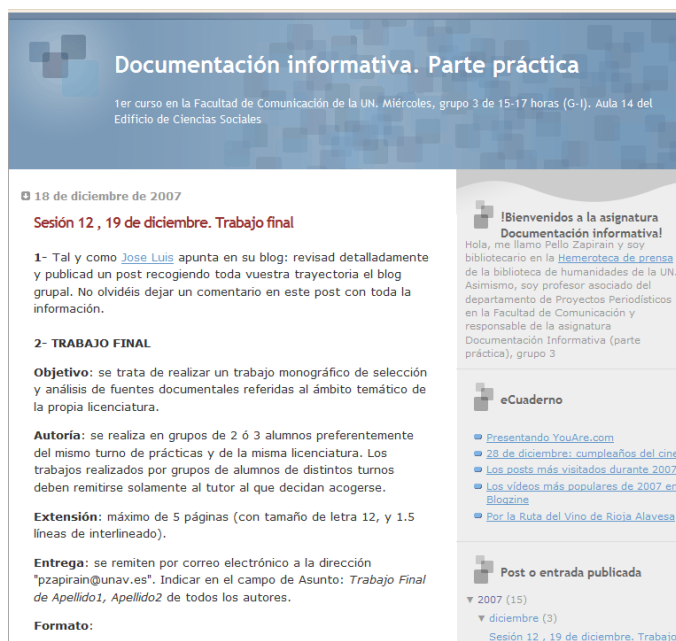 Documentación informativa. Parte práctica
1er curso en la Facultad de Comunicación de la UN. Miércoles, grupo 3 de 15-17 horas (G-I). Aula 14 del
Edificio de Ciencias Sociales
18 de diciembre de 2007
Sesión 12 , 19 de diciembre. Trabajo final
1- Tal y como Jose Luis apunta en su blog: revisad detalladamente
y publicad un post recogiendo toda vuestra trayectoria el blog
grupal. No olvidéis dejar un comentario en este post con toda la
información.
2- TRABAJO FINAL
Objetivo: se trata de realizar un trabajo monográfico de selección
y análisis de fuentes documentales referidas al ámbito temático de
la propia licenciatura.
Autoría: se realiza en grupos de 2 ó 3 alumnos preferentemente
del mismo turno de prácticas y de la misma licenciatura. Los
trabajos realizados por grupos de alumnos de distintos turnos
deben remitirse solamente al tutor al que decidan acogerse.
Extensión: máximo de 5 páginas (con tamaño de letra 12, y 1.5
líneas de interlineado).
Entrega: se remiten por correo electrónico a la dirección
"pzapirain@unav.es". Indicar en el campo de Asunto: Trabajo Final
de Apellido1, Apellido2 de todos los autores.
Formato:
!Bienvenidos a la asignatura
Documentación informativa!
Hola, me llamo Pello Zapirain y soy
bibliotecario en la Hemeroteca de prensa
de la biblioteca de humanidades de la UN.
Asimismo, soy profesor asociado del
departamento de Proyectos Periodísticos
en la Facultad de Comunicación y
responsable de la asignatura
Documentación Informativa (parte
práctica), grupo 3
eCuaderno
Presentando YouAre.com
28 de diciembre: cumpleaños del cine
Los posts más visitados durante 2007
Los vídeos más populares de 2007 en
Blogzine
Por la Ruta del Vino de Rioja Alavesa
Post o entrada publicada
▼ 2007 (15)
▼ diciembre (3)
Sesión 12 , 19 de diciembre. Trabajo